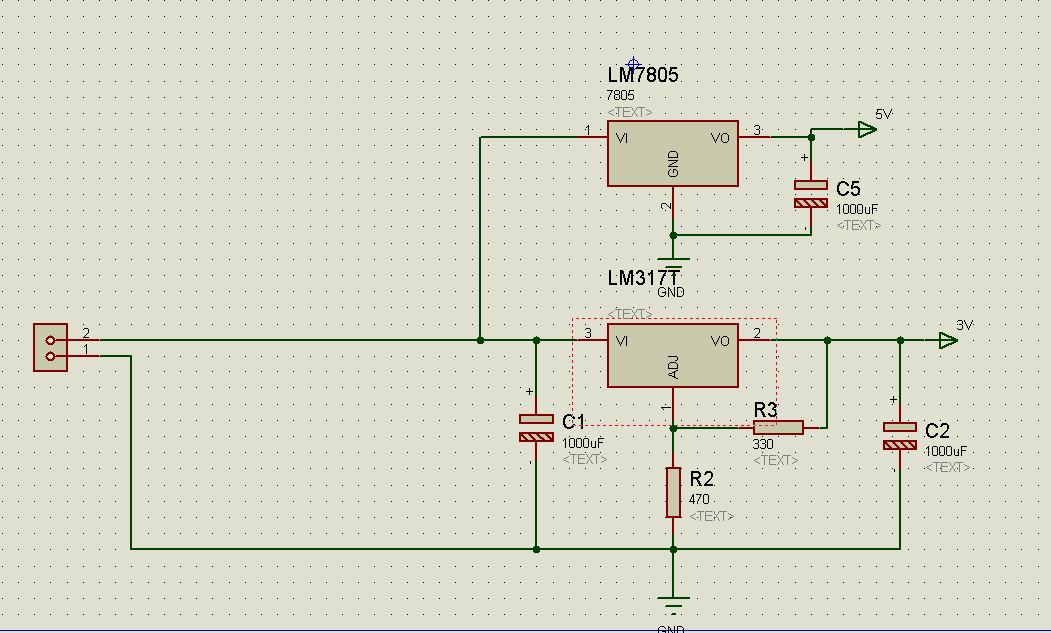 LM7805
7805
<TEXT>
1
VI
VO
3
GND
2
5V
+
C5
1000uF
<TEXT>
-
GND
LM317T
<TEXT>
3
VI
VO
2
ADJ
1
3V
2
1
+
C1
1000uF
<TEXT>
-
R3
330
<TEXT>
+
C2
1000uF
<TEXT>
-
R2
470
<TEXT>
GND